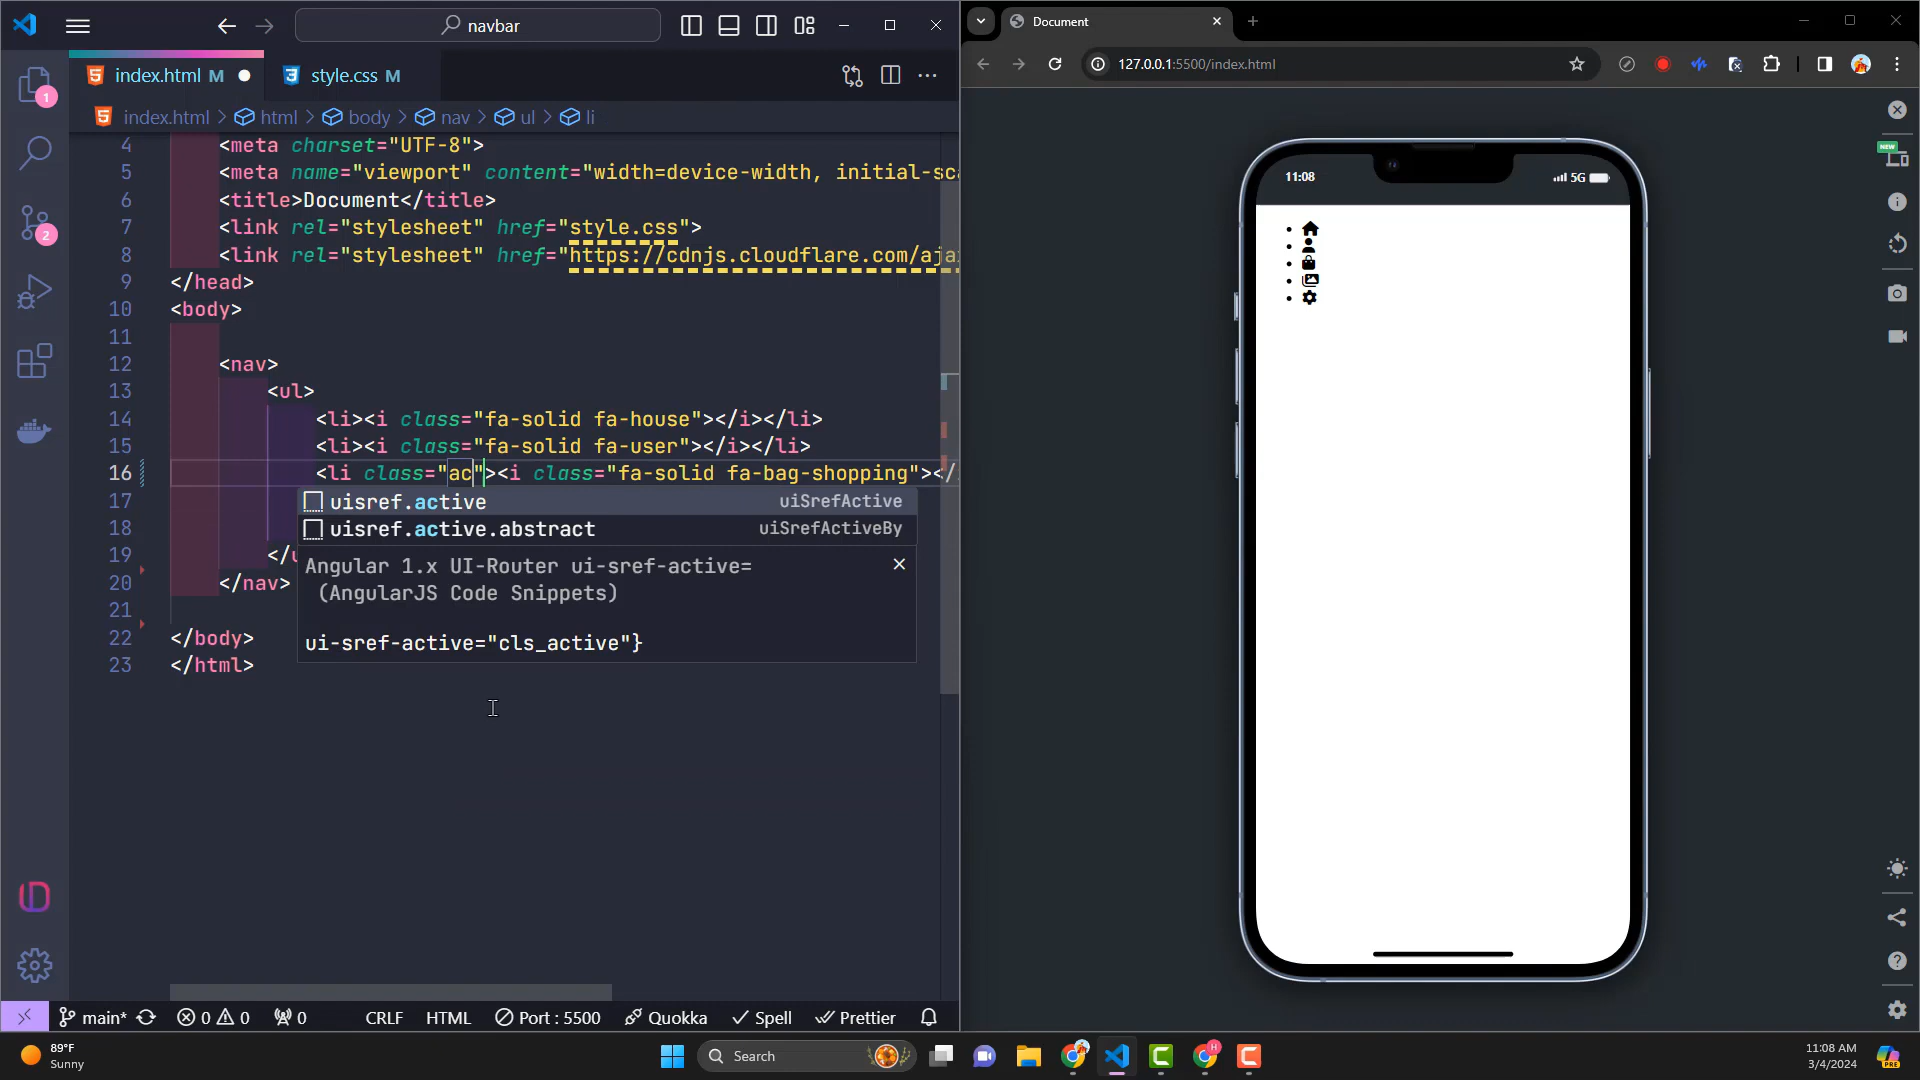 navbar
index.html M
style.css M
index.html > html > body > nav > ul > li
4 <meta charset="UTF-8">
5 <meta name="viewport" content="width=device-width, initial-sc
6 <title>Document</title>
7 <link rel="stylesheet" href="style.css">
8 <link rel="stylesheet" href="https://cdnjs.cloudflare.com/aja
9 </head>
10 <body>
11
12 <nav>
13 <ul>
14 <li><i class="fa-solid fa-house"></i></li>
15 <li><i class="fa-solid fa-user"></i></li>
16 <li class="ac"><i class="fa-solid fa-bag-shopping"></
17
uisref.active uiSrefActive
18
uisref.active.abstract uiSrefActiveBy
19 </u
Angular 1.x UI-Router ui-sref-active=
(AngularJS Code Snippets)
20 </nav>
21
22 </body>
ui-sref-active="cls_active"}
23 </html>
1
2
main* 0 0 0 CRLF HTML Port : 5500 Quokka Spell Prettier
Document
127.0.0.1:5500/index.html
NEW
11:08 5G
89°F
Sunny
Search
H
11:08 AM
3/4/2024
PRE